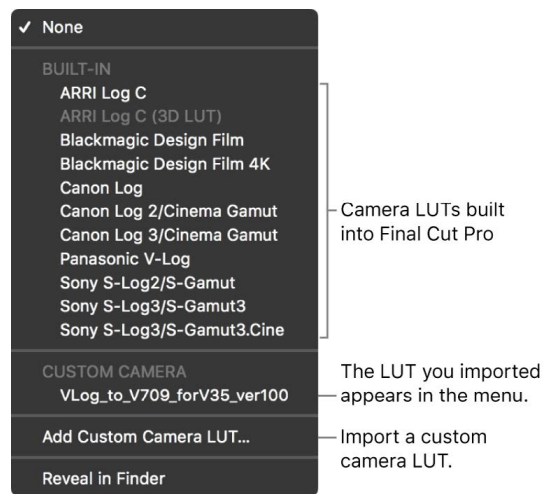 ✓ None
BUILT-IN
ARRI Log C
ARRI Log C (3D LUT)
Blackmagic Design Film
Blackmagic Design Film 4K
Canon Log
Canon Log 2/Cinema Gamut
Canon Log 3/Cinema Gamut
Panasonic V-Log
Sony S-Log2/S-Gamut
Sony S-Log3/S-Gamut3
Sony S-Log3/S-Gamut3.Cine
Camera LUTs built
into Final Cut Pro
CUSTOM CAMERA
VLog_to_V709_forV35_ver100
The LUT you imported
appears in the menu.
Add Custom Camera LUT...
Import a custom
camera LUT.
Reveal in Finder